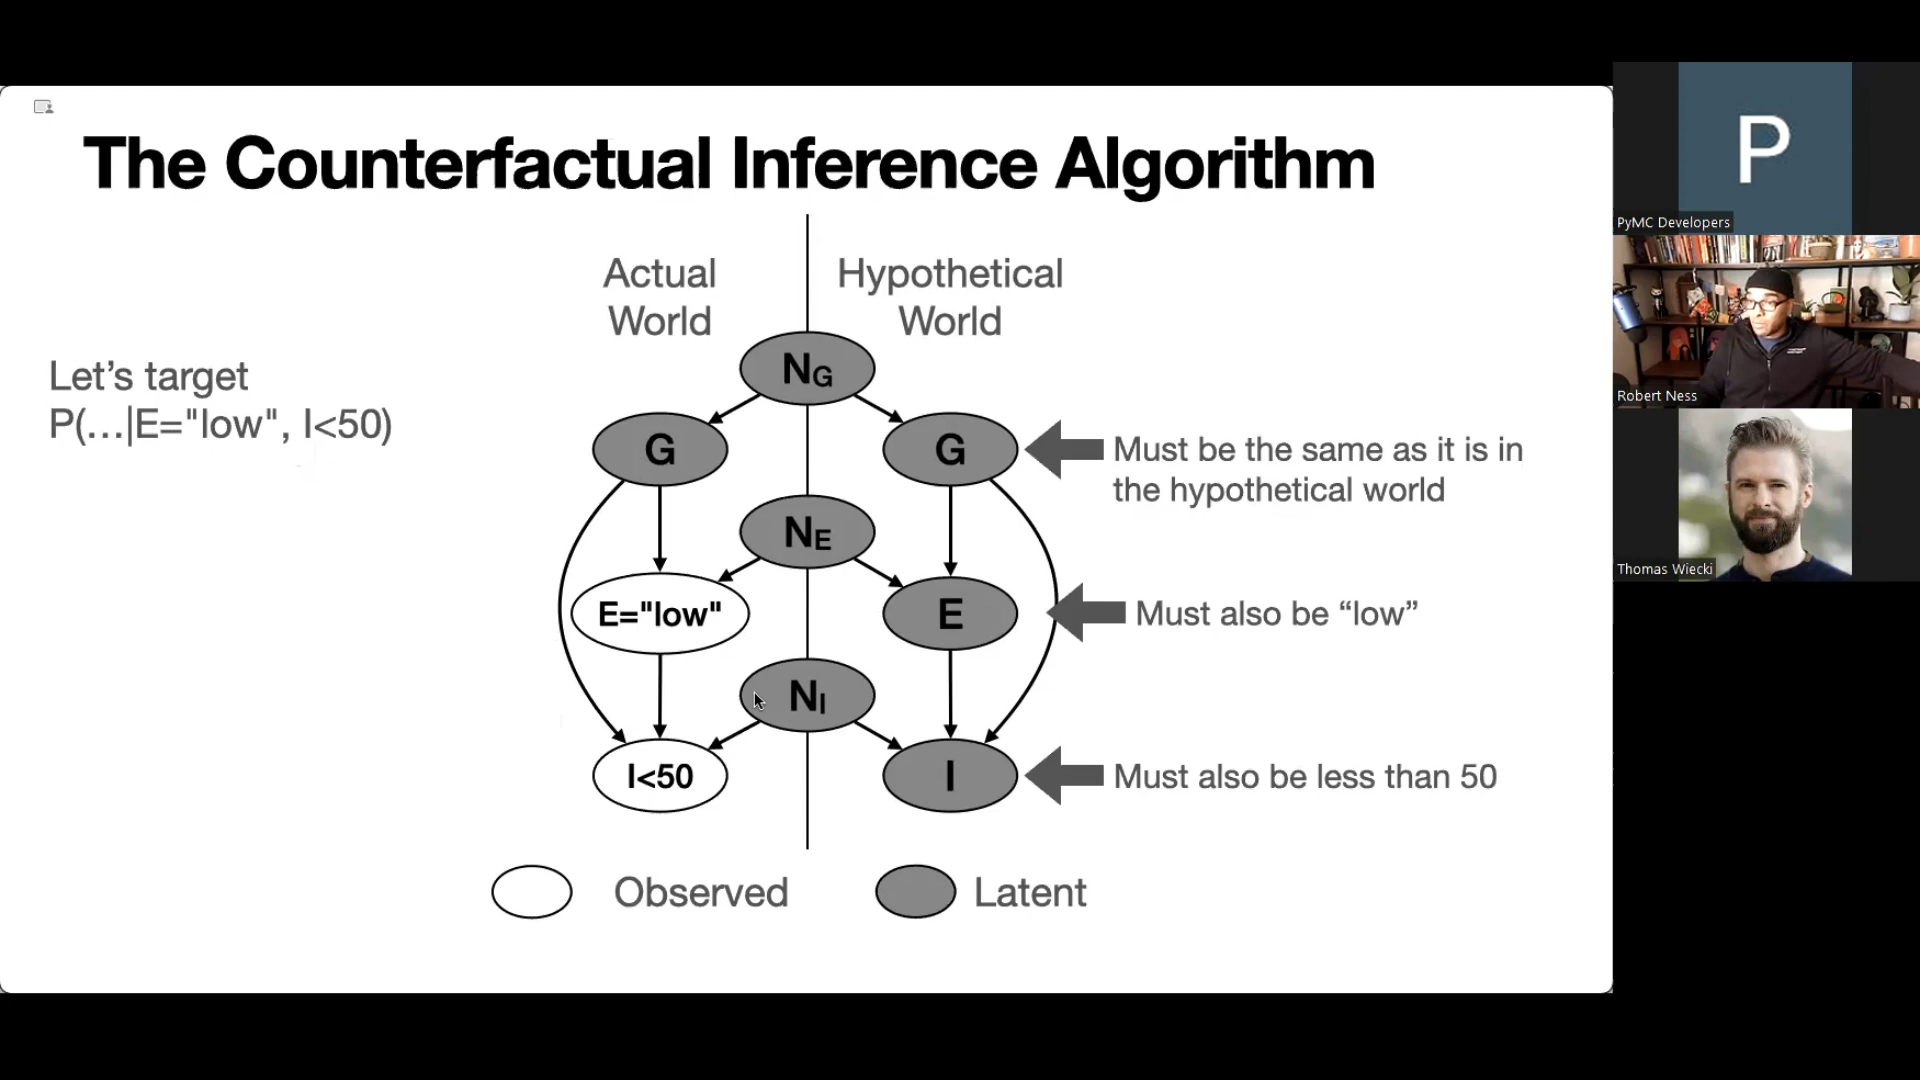 The Counterfactual Inference Algorithm
Actual
World
Hypothetical
World
Let’s target
P(...|E="low", I<50)
NG
G
G
Must be the same as it is in
the hypothetical world
NE
E="low"
E
Must also be “low”
NI
I<50
I
Must also be less than 50
Observed
Latent
P
PyMC Developers
Robert Ness
Thomas Wiecki